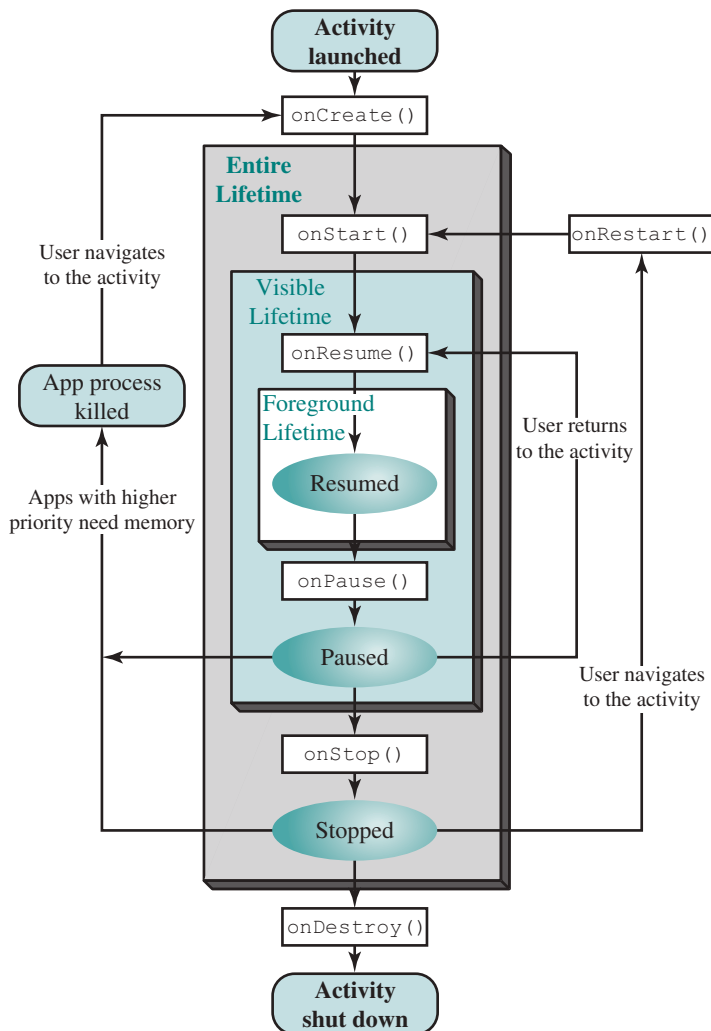 Activity
launched
onCreate()
Entire
Lifetime
onStart()
onRestart()
User navigates
to the activity
Visible
Lifetime
onResume()
App process
killed
Foreground
Lifetime
User returns
to the activity
Resumed
Apps with higher
priority need memory
onPause()
Paused
User navigates
to the activity
onStop()
Stopped
onDestroy()
Activity
shut down